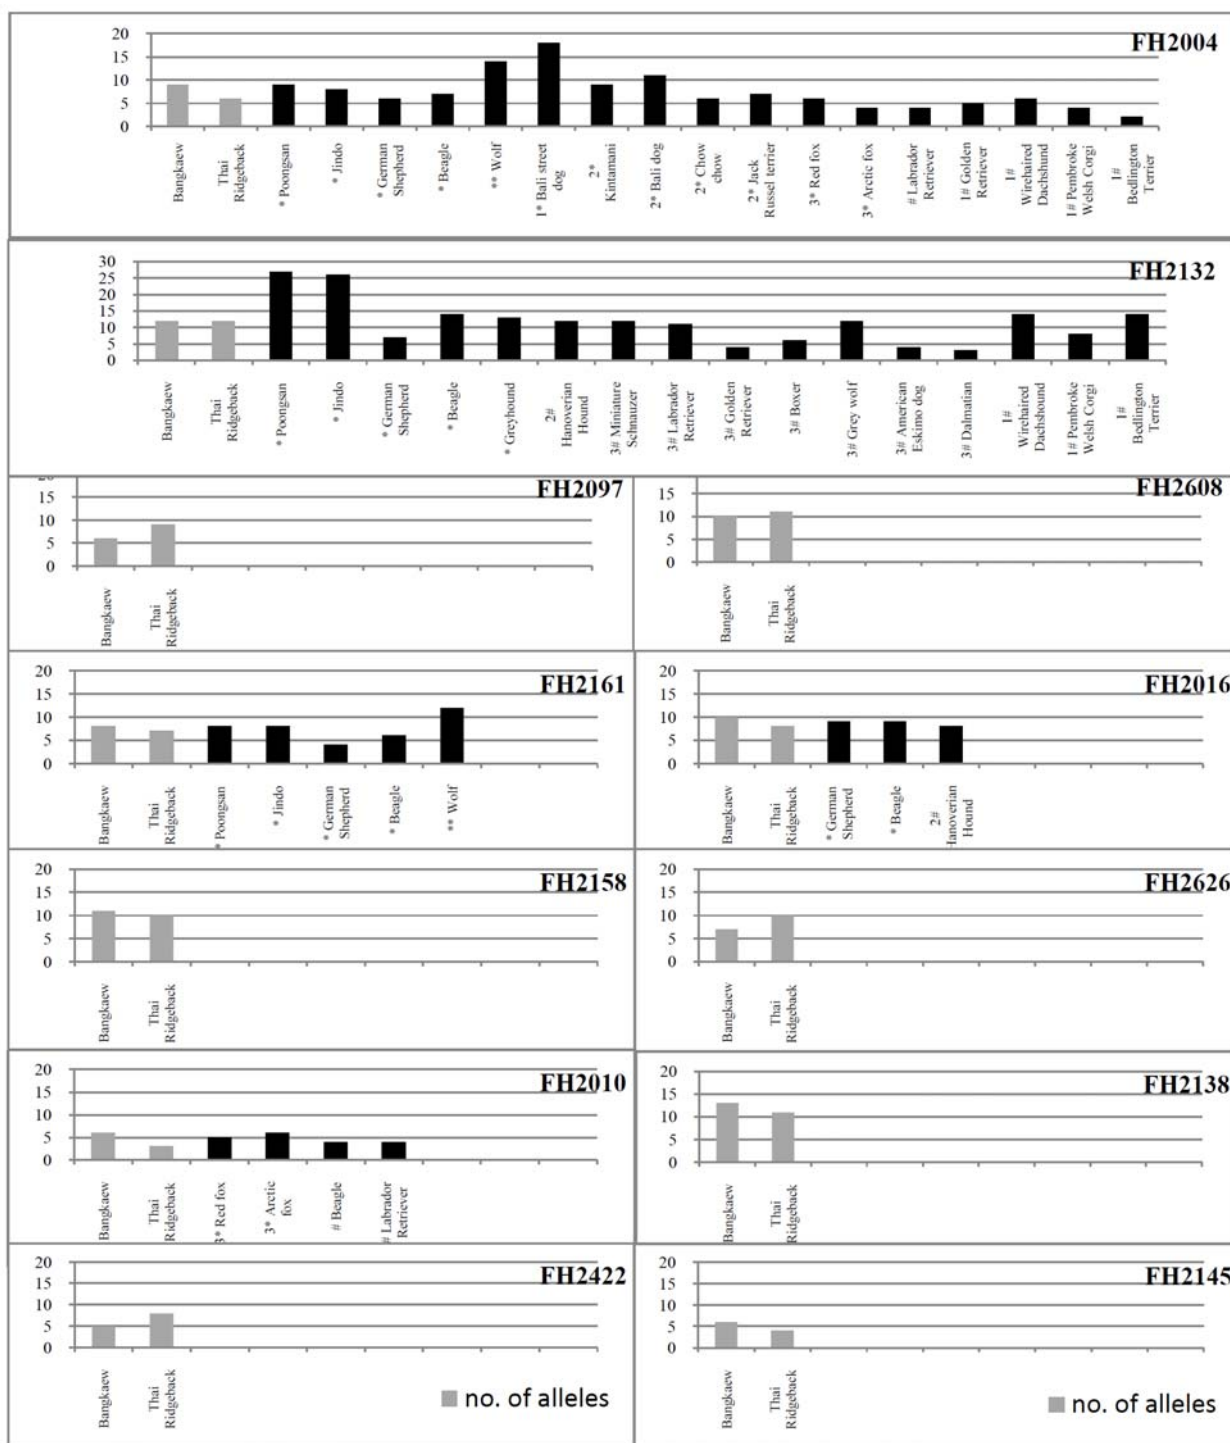 FH2004
20
15
10
5
0
Bangkaew
Thai
Ridgeback
* Poongsan
* Jindo
* German
Shepherd
* Beagle
** Wolf
1* Bali street
dog
2*
Kintamani
2* Bali dog
2* Chow
chow
2* Jack
Russel terrier
3* Red fox
3* Arctic fox
# Labrador
Retriever
1# Golden
Retriever
1#
Wirehaired
Dachshund
1# Pembroke
Welsh Corgi
1#
Bedlington
Terrier
FH2132
30
25
20
15
10
5
0
Bangkaew
Thai
Ridgeback
* Poongsan
* Jindo
* German
Shepherd
* Beagle
* Greyhound
2#
Hanoverian
Hound
3# Miniature
Schnauzer
3# Labrador
Retriever
3# Golden
Retriever
3# Boxer
3# Grey wolf
3# American
Eskimo dog
3# Dalmatian
1#
Wirehaired
Dachshound
1# Pembroke
Welsh Corgi
1#
Bedlington
Terrier
FH2097
15
10
5
0
Bangkaew
Thai
Ridgeback
FH2608
15
10
5
0
Bangkaew
Thai
Ridgeback
FH2161
20
15
10
5
0
Bangkaew
Thai
Ridgeback
* Poongsan
* Jindo
* German
Shepherd
* Beagle
** Wolf
FH2016
20
15
10
5
0
Bangkaew
Thai
Ridgeback
* German
Shepherd
* Beagle
2#
Hanoverian
Hound
FH2158
20
15
10
5
0
Bangkaew
Thai
Ridgeback
FH2626
20
15
10
5
0
Bangkaew
Thai
Ridgeback
FH2010
20
15
10
5
0
Bangkaew
Thai
Ridgeback
3* Red fox
3* Arctic
fox
# Beagle
# Labrador
Retriever
FH2138
20
15
10
5
0
Bangkaew
Thai
Ridgeback
FH2422
20
15
10
5
0
Bangkaew
Thai
Ridgeback
no. of alleles
FH2145
20
15
10
5
0
Bangkaew
Thai
Ridgeback
no. of alleles